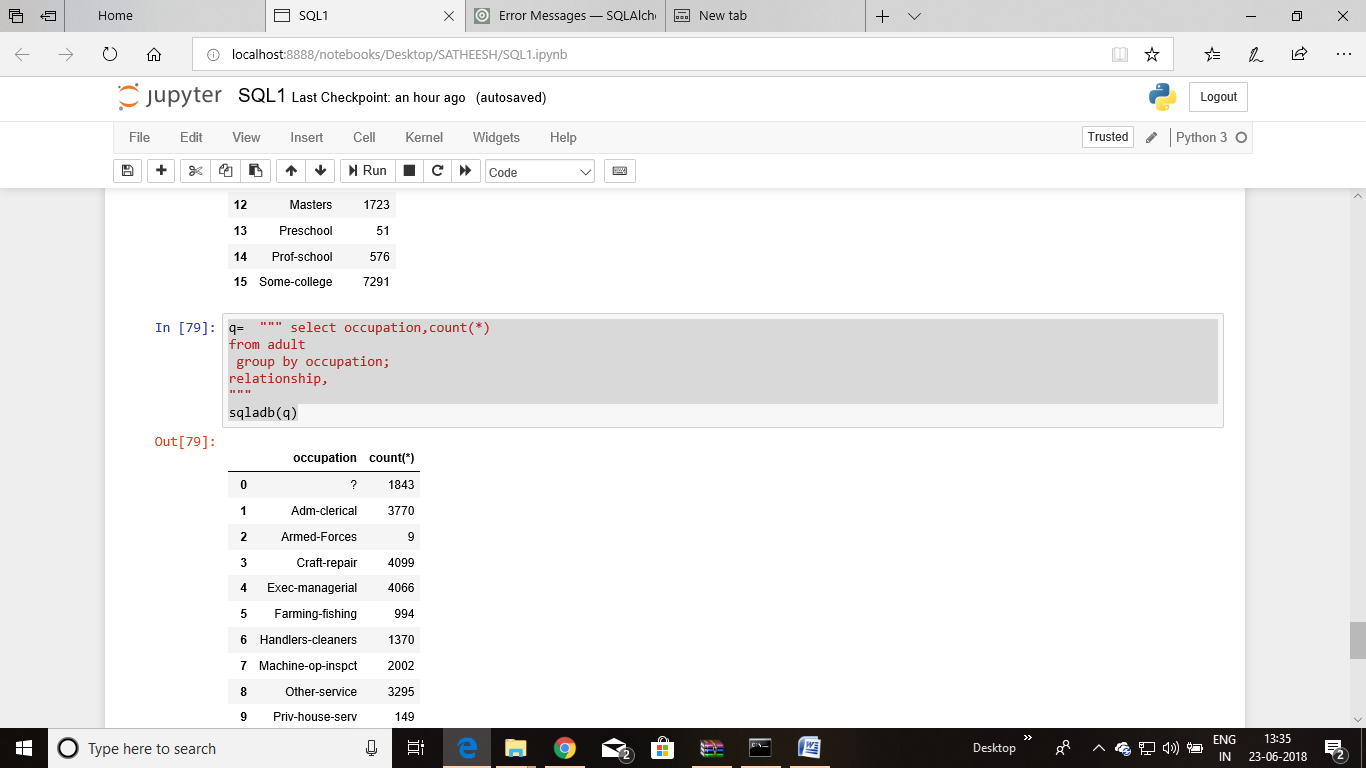 Home
SQL1
Error Messages — SQLAlch
New tab
localhost:8888/notebooks/Desktop/SATHEESH/SQL1.ipynb
jupyter SQL1 Last Checkpoint: an hour ago (autosaved)
Logout
File Edit View Insert Cell Kernel Widgets Help
Trusted
Python 3
Run
Code
12 Masters 1723
13 Preschool 51
14 Prof-school 576
15 Some-college 7291
In [79]: q= """ select occupation,count(*)
from adult
group by occupation;
relationship,
"""
sqladb(q)
Out[79]:
occupation count(*)
0 ? 1843
1 Adm-clerical 3770
2 Armed-Forces 9
3 Craft-repair 4099
4 Exec-managerial 4066
5 Farming-fishing 994
6 Handlers-cleaners 1370
7 Machine-op-inspct 2002
8 Other-service 3295
9 Priv-house-serv 149
Type here to search
2
Desktop
ENG
IN
13:35
23-06-2018
2